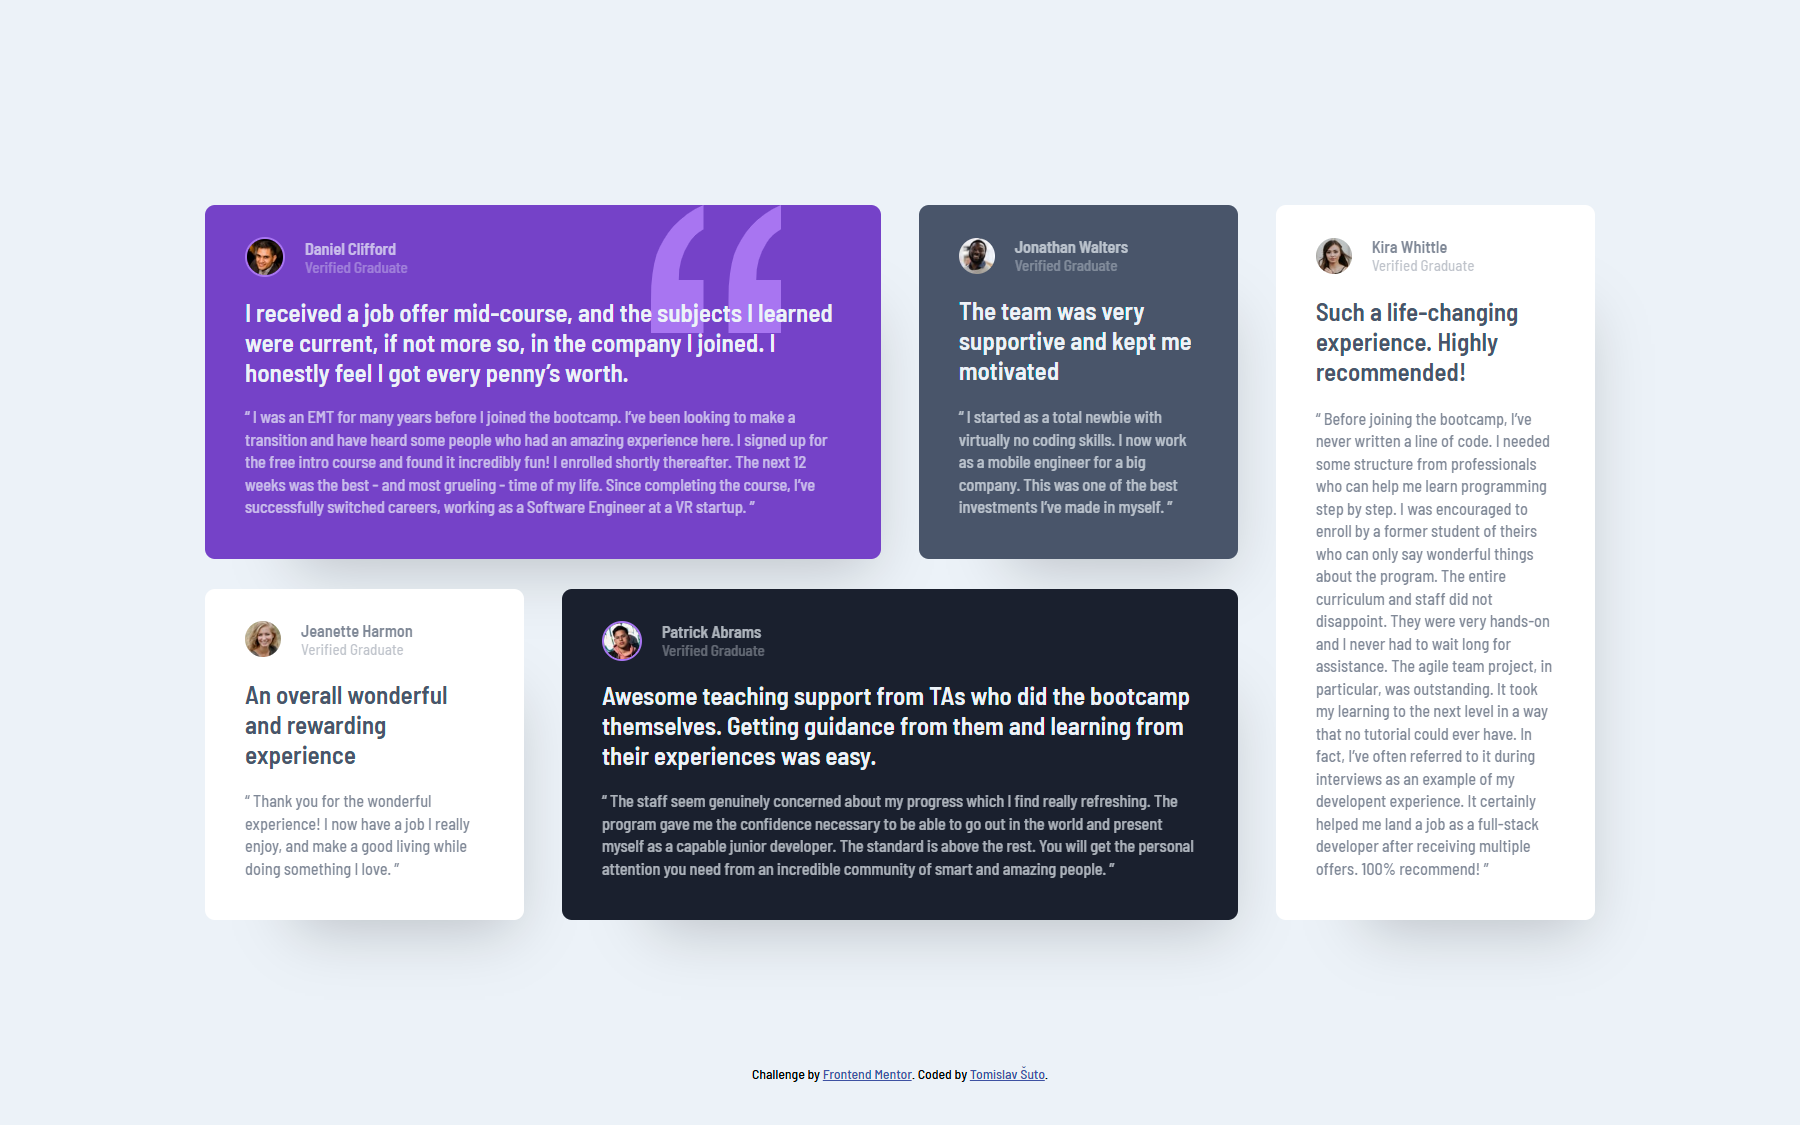 Daniel Clifford
Verified Graduate
I received a job offer mid-course, and the subjects I learned
were current, if not more so, in the company I joined. I
honestly feel I got every penny’s worth.
“ I was an EMT for many years before I joined the bootcamp. I’ve been looking to make a
transition and have heard some people who had an amazing experience here. I signed up for
the free intro course and found it incredibly fun! I enrolled shortly thereafter. The next 12
weeks was the best - and most grueling - time of my life. Since completing the course, I’ve
successfully switched careers, working as a Software Engineer at a VR startup. ”
Jonathan Walters
Verified Graduate
The team was very
supportive and kept me
motivated
“ I started as a total newbie with
virtually no coding skills. I now work
as a mobile engineer for a big
company. This was one of the best
investments I’ve made in myself. ”
Kira Whittle
Verified Graduate
Such a life-changing
experience. Highly
recommended!
“ Before joining the bootcamp, I’ve
never written a line of code. I needed
some structure from professionals
who can help me learn programming
step by step. I was encouraged to
enroll by a former student of theirs
who can only say wonderful things
about the program. The entire
curriculum and staff did not
disappoint. They were very hands-on
and I never had to wait long for
assistance. The agile team project, in
particular, was outstanding. It took
my learning to the next level in a way
that no tutorial could ever have. In
fact, I’ve often referred to it during
interviews as an example of my
developent experience. It certainly
helped me land a job as a full-stack
developer after receiving multiple
offers. 100% recommend! ”
Jeanette Harmon
Verified Graduate
An overall wonderful
and rewarding
experience
“ Thank you for the wonderful
experience! I now have a job I really
enjoy, and make a good living while
doing something I love. ”
Patrick Abrams
Verified Graduate
Awesome teaching support from TAs who did the bootcamp
themselves. Getting guidance from them and learning from
their experiences was easy.
“ The staff seem genuinely concerned about my progress which I find really refreshing. The
program gave me the confidence necessary to be able to go out in the world and present
myself as a capable junior developer. The standard is above the rest. You will get the personal
attention you need from an incredible community of smart and amazing people. ”
Challenge by Frontend Mentor. Coded by Tomislav Šuto.